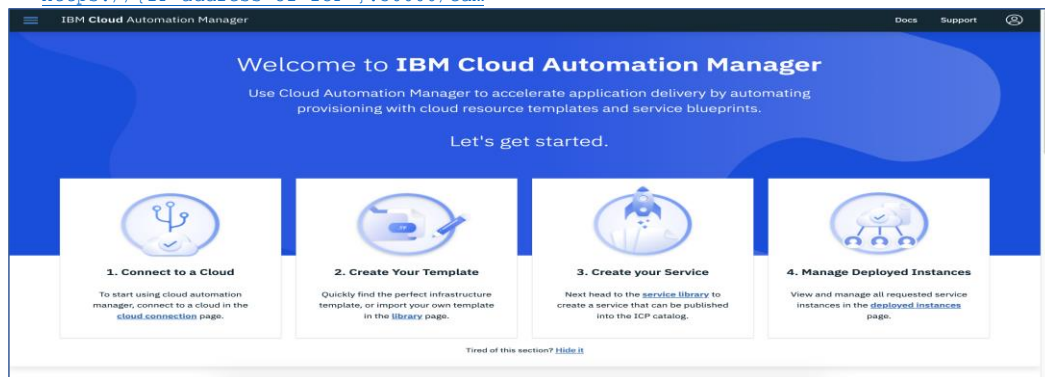 IBM Cloud Automation Manager
Docs
Support
Welcome to IBM Cloud Automation Manager
Use Cloud Automation Manager to accelerate application delivery by automating
provisioning with cloud resource templates and service blueprints.
Let's get started.
1. Connect to a Cloud
To start using cloud automation
manager, connect to a cloud in the
cloud connection page.
2. Create Your Template
Quickly find the perfect infrastructure
template, or import your own template
in the library page.
3. Create your Service
Next head to the service library to
create a service that can be published
into the ICP catalog.
4. Manage Deployed Instances
View and manage all requested service
instances in the deployed instances
page.
Tired of this section? Hide it